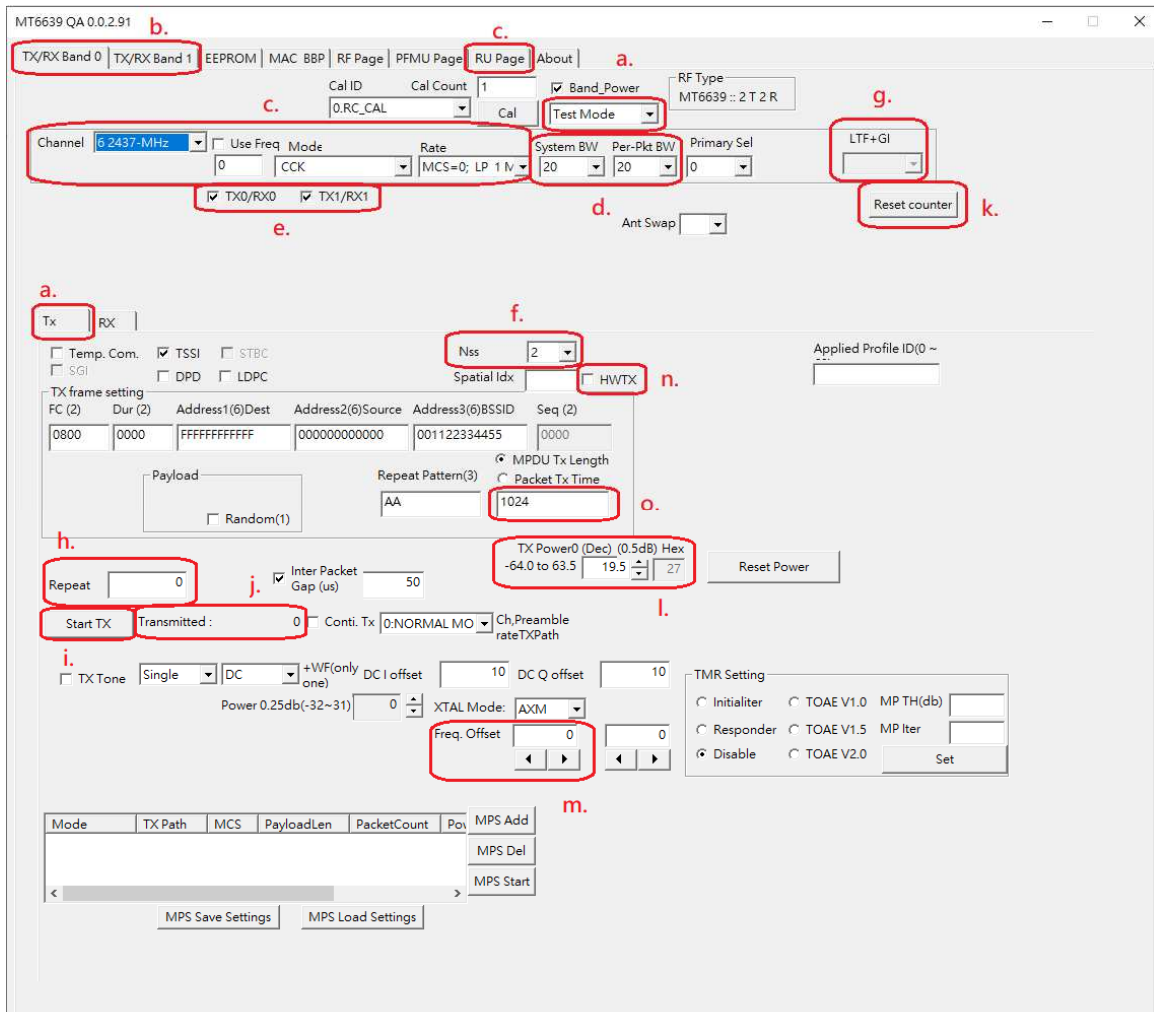 MT6639 QA 0.0.2.91
b.
c.
TX/RX Band 0 TX/RX Band 1 EEPROM MAC BBP RF Page PFMU Page RU Page About
a.
Cal ID Cal Count 1 Band_Power RF Type
MT6639 :: 2 T 2 R
c. 0.RC_CAL Cal Test Mode g.
Channel 6 2437-MHz Use Freq Mode Rate System BW Per-Pkt BW Primary Sel LTF+GI
0 CCK MCS=0; LP 1 M 20 20 0
TX0/RX0 TX1/RX1 Reset counter k.
e. d. Ant Swap
a.
Tx RX f.
Temp. Com. TSSI STBC Nss 2 Applied Profile ID(0 ~
SGI DPD LDPC Spatial Idx HWTX n.
TX frame setting
FC (2) Dur (2) Address1(6)Dest Address2(6)Source Address3(6)BSSID Seq (2)
0800 0000 FFFFFFFFFFFF 000000000000 001122334455 0000
MPDU Tx Length
Payload Repeat Pattern(3) Packet Tx Time
AA 1024 o.
Random(1)
h. TX Power0 (Dec) (0.5dB) Hex
Repeat 0 j. Inter Packet Gap (us) 50 -64.0 to 63.5 19.5 27 Reset Power
l.
Start TX Transmitted : 0 Conti. Tx 0:NORMAL MO Ch,Preamble
rateTXPath
i.
TX Tone Single DC +WF(only one) DC I offset 10 DC Q offset 10 TMR Setting
Power 0.25db(-32~31) 0 XTAL Mode: AXM Initialiter TOAE V1.0 MP TH(db)
Freq. Offset 0 0 Responder TOAE V1.5 MP Iter
Disable TOAE V2.0 Set
m.
Mode TX Path MCS PayloadLen PacketCount Pov MPS Add
MPS Del
MPS Start
MPS Save Settings MPS Load Settings